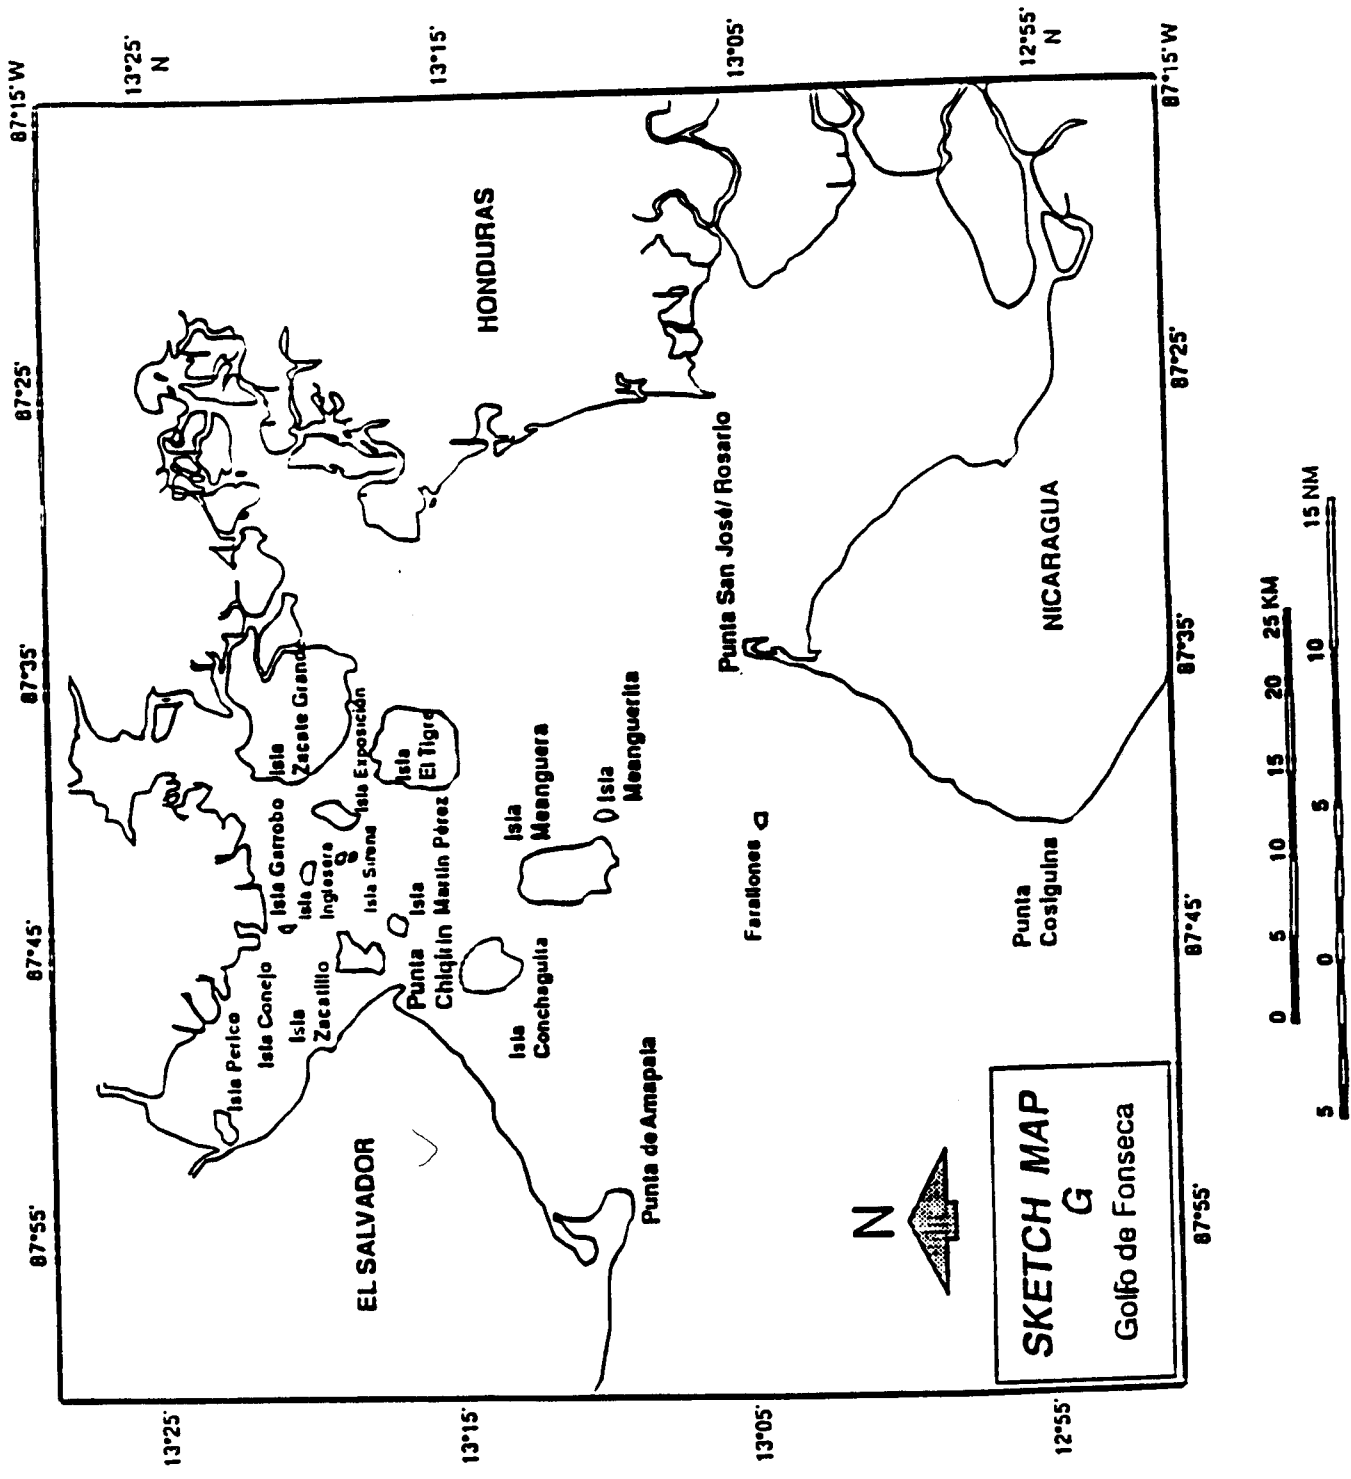 87°55'
87°45'
87°35'
87°25'
87°15' W
13°25'
13°25'
N
13°15'
13°15'
13°05'
13°05'
12°55'
12°55'
N
87°55'
87°45'
87°35'
87°25'
87°15' W
EL SALVADOR
HONDURAS
NICARAGUA
Isla Perico
Isla Conejo
Isla Garrobo
Isla
Zacate Grande
Isla
Zacatillo
Isla
Inglesera
Isla Sirena
Isla Exposición
Isla
El Tigre
Punta
Chiqirin
Isla
Martin Pérez
Isla
Conchaguita
Isla
Meanguera
Isla
Meanguerita
Punta de Amapala
Farallones
Punta San José/ Rosario
Punta
Cosiguina
N
SKETCH MAP
G
Golfo de Fonseca
0 5 10 15 20 25 KM
5 0 5 10 15 NM